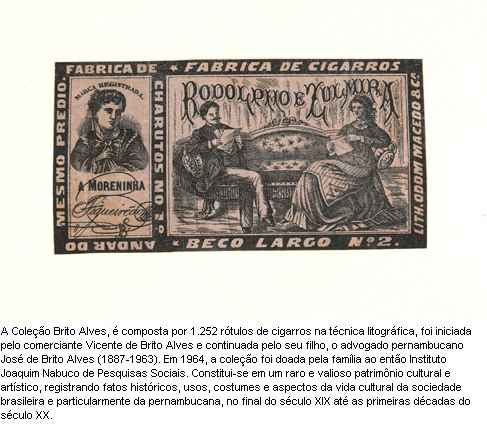 FABRICA DE
CHARUTOS NO 1º
ANDAR DO
MESMO PREDIO.
MARCA REGISTRADA.
A MORENINHA
Figueiredo
★ FABRICA DE CIGARROS
RODOLPHO E ZULMIRA
LITH. ODOM MACEDO & Cª
★ BECO LARGO Nº 2.
A Coleção Brito Alves, é composta por 1.252 rótulos de cigarros na técnica litográfica, foi iniciada
pelo comerciante Vicente de Brito Alves e continuada pelo seu filho, o advogado pernambucano
José de Brito Alves (1887-1963). Em 1964, a coleção foi doada pela família ao então Instituto
Joaquim Nabuco de Pesquisas Sociais. Constitui-se em um raro e valioso patrimônio cultural e
artístico, registrando fatos históricos, usos, costumes e aspectos da vida cultural da sociedade
brasileira e particularmente da pernambucana, no final do século XIX até as primeiras décadas do
século XX.